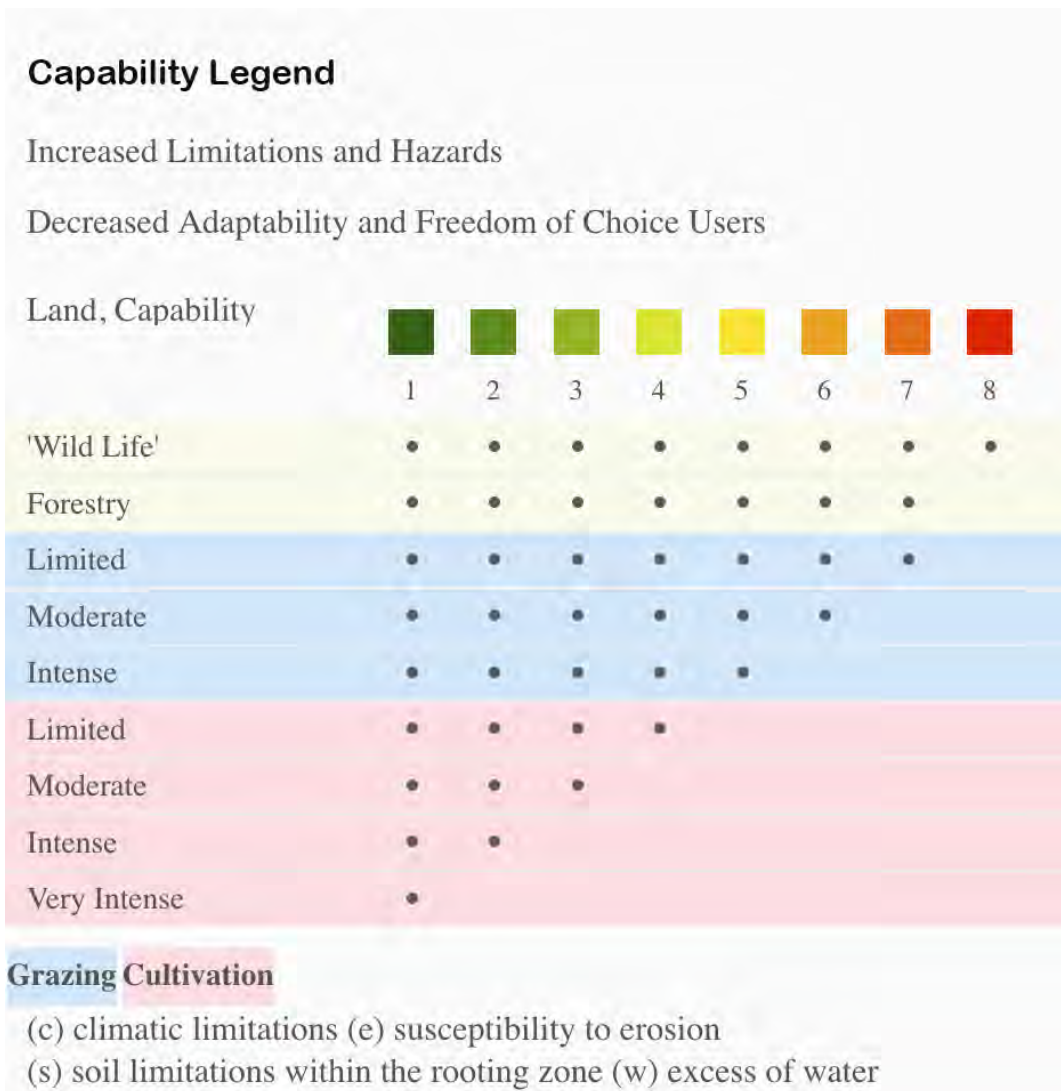 Capability Legend
Increased Limitations and Hazards
Decreased Adaptability and Freedom of Choice Users
Land, Capability
1 2 3 4 5 6 7 8
'Wild Life' • • • • • • • •
Forestry • • • • • • •
Limited • • • • • • •
Moderate • • • • • •
Intense • • • • •
Limited • • • •
Moderate • • •
Intense • •
Very Intense •
Grazing Cultivation
(c) climatic limitations (e) susceptibility to erosion
(s) soil limitations within the rooting zone (w) excess of water